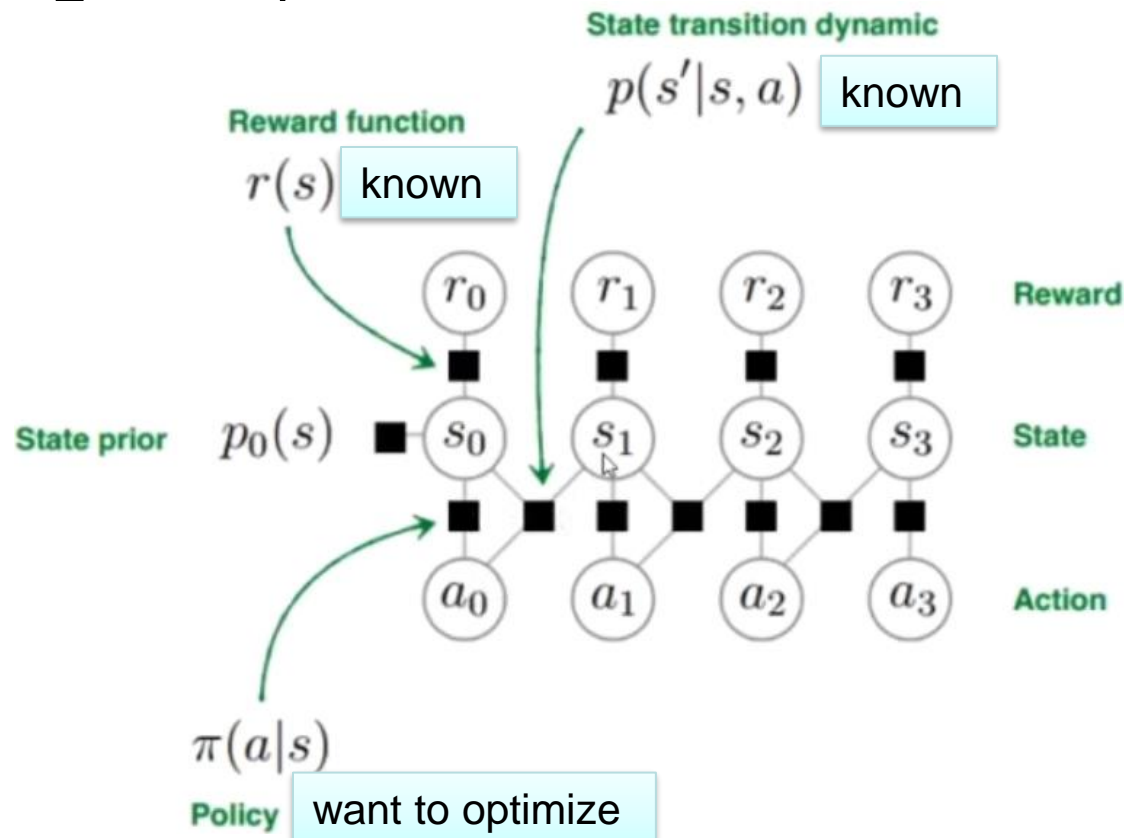 State transition dynamic
p(s'|s, a) known
Reward function
r(s) known
r₀ r₁ r₂ r₃ Reward
State prior p₀(s) s₀ s₁ s₂ s₃ State
a₀ a₁ a₂ a₃ Action
π(a|s)
Policy want to optimize